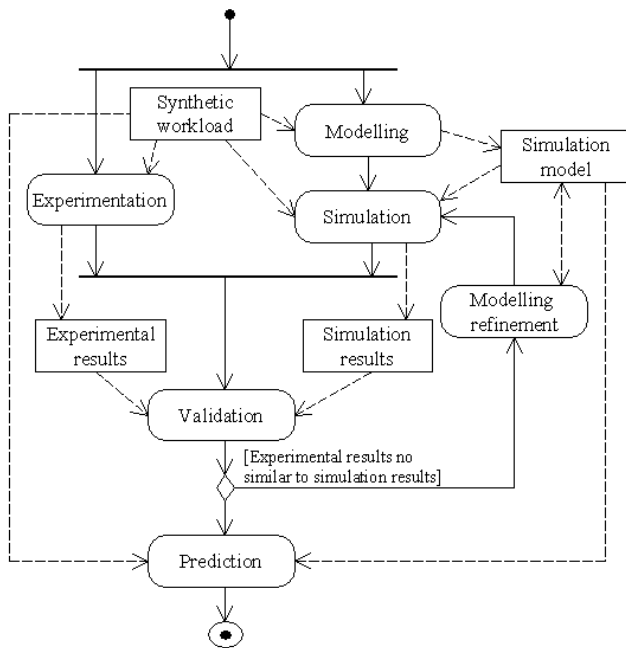 Synthetic
workload
Modelling
Simulation
model
Experimentation
Simulation
Modelling
refinement
Experimental
results
Simulation
results
Validation
[Experimental results no
similar to simulation results]
Prediction